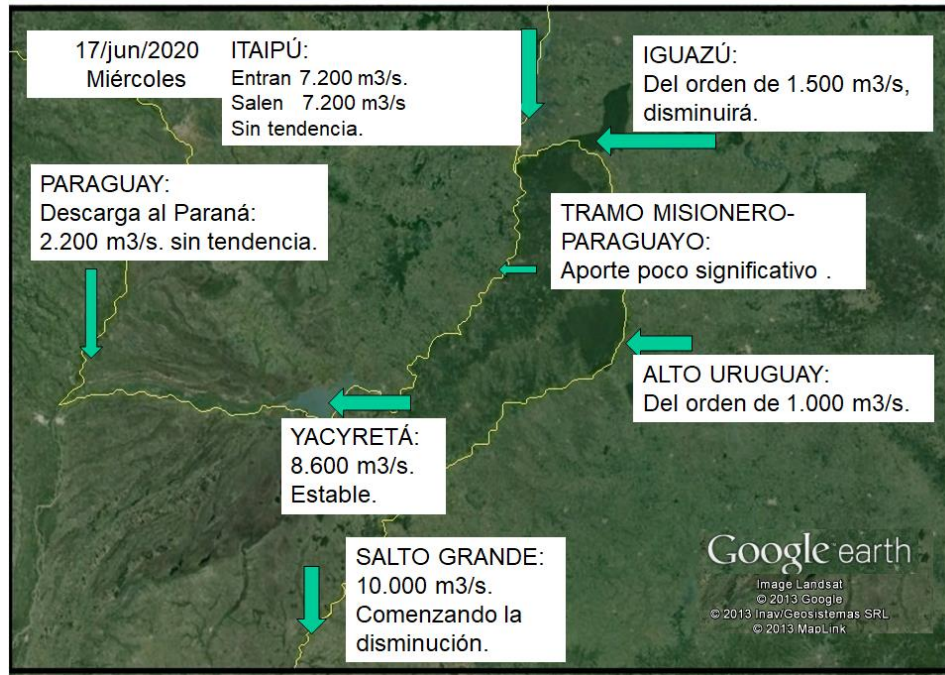 17/jun/2020
Miércoles
ITAIPÚ:
Entran 7.200 m3/s.
Salen 7.200 m3/s
Sin tendencia.
IGUAZÚ:
Del orden de 1.500 m3/s,
disminuirá.
PARAGUAY:
Descarga al Paraná:
2.200 m3/s. sin tendencia.
TRAMO MISIONERO-
PARAGUAYO:
Aporte poco significativo .
ALTO URUGUAY:
Del orden de 1.000 m3/s.
YACYRETÁ:
8.600 m3/s.
Estable.
SALTO GRANDE:
10.000 m3/s.
Comenzando la
disminución.
Google earth
Image Landsat
© 2013 Google
© 2013 Inav/Geosistemas SRL
© 2013 MapLink